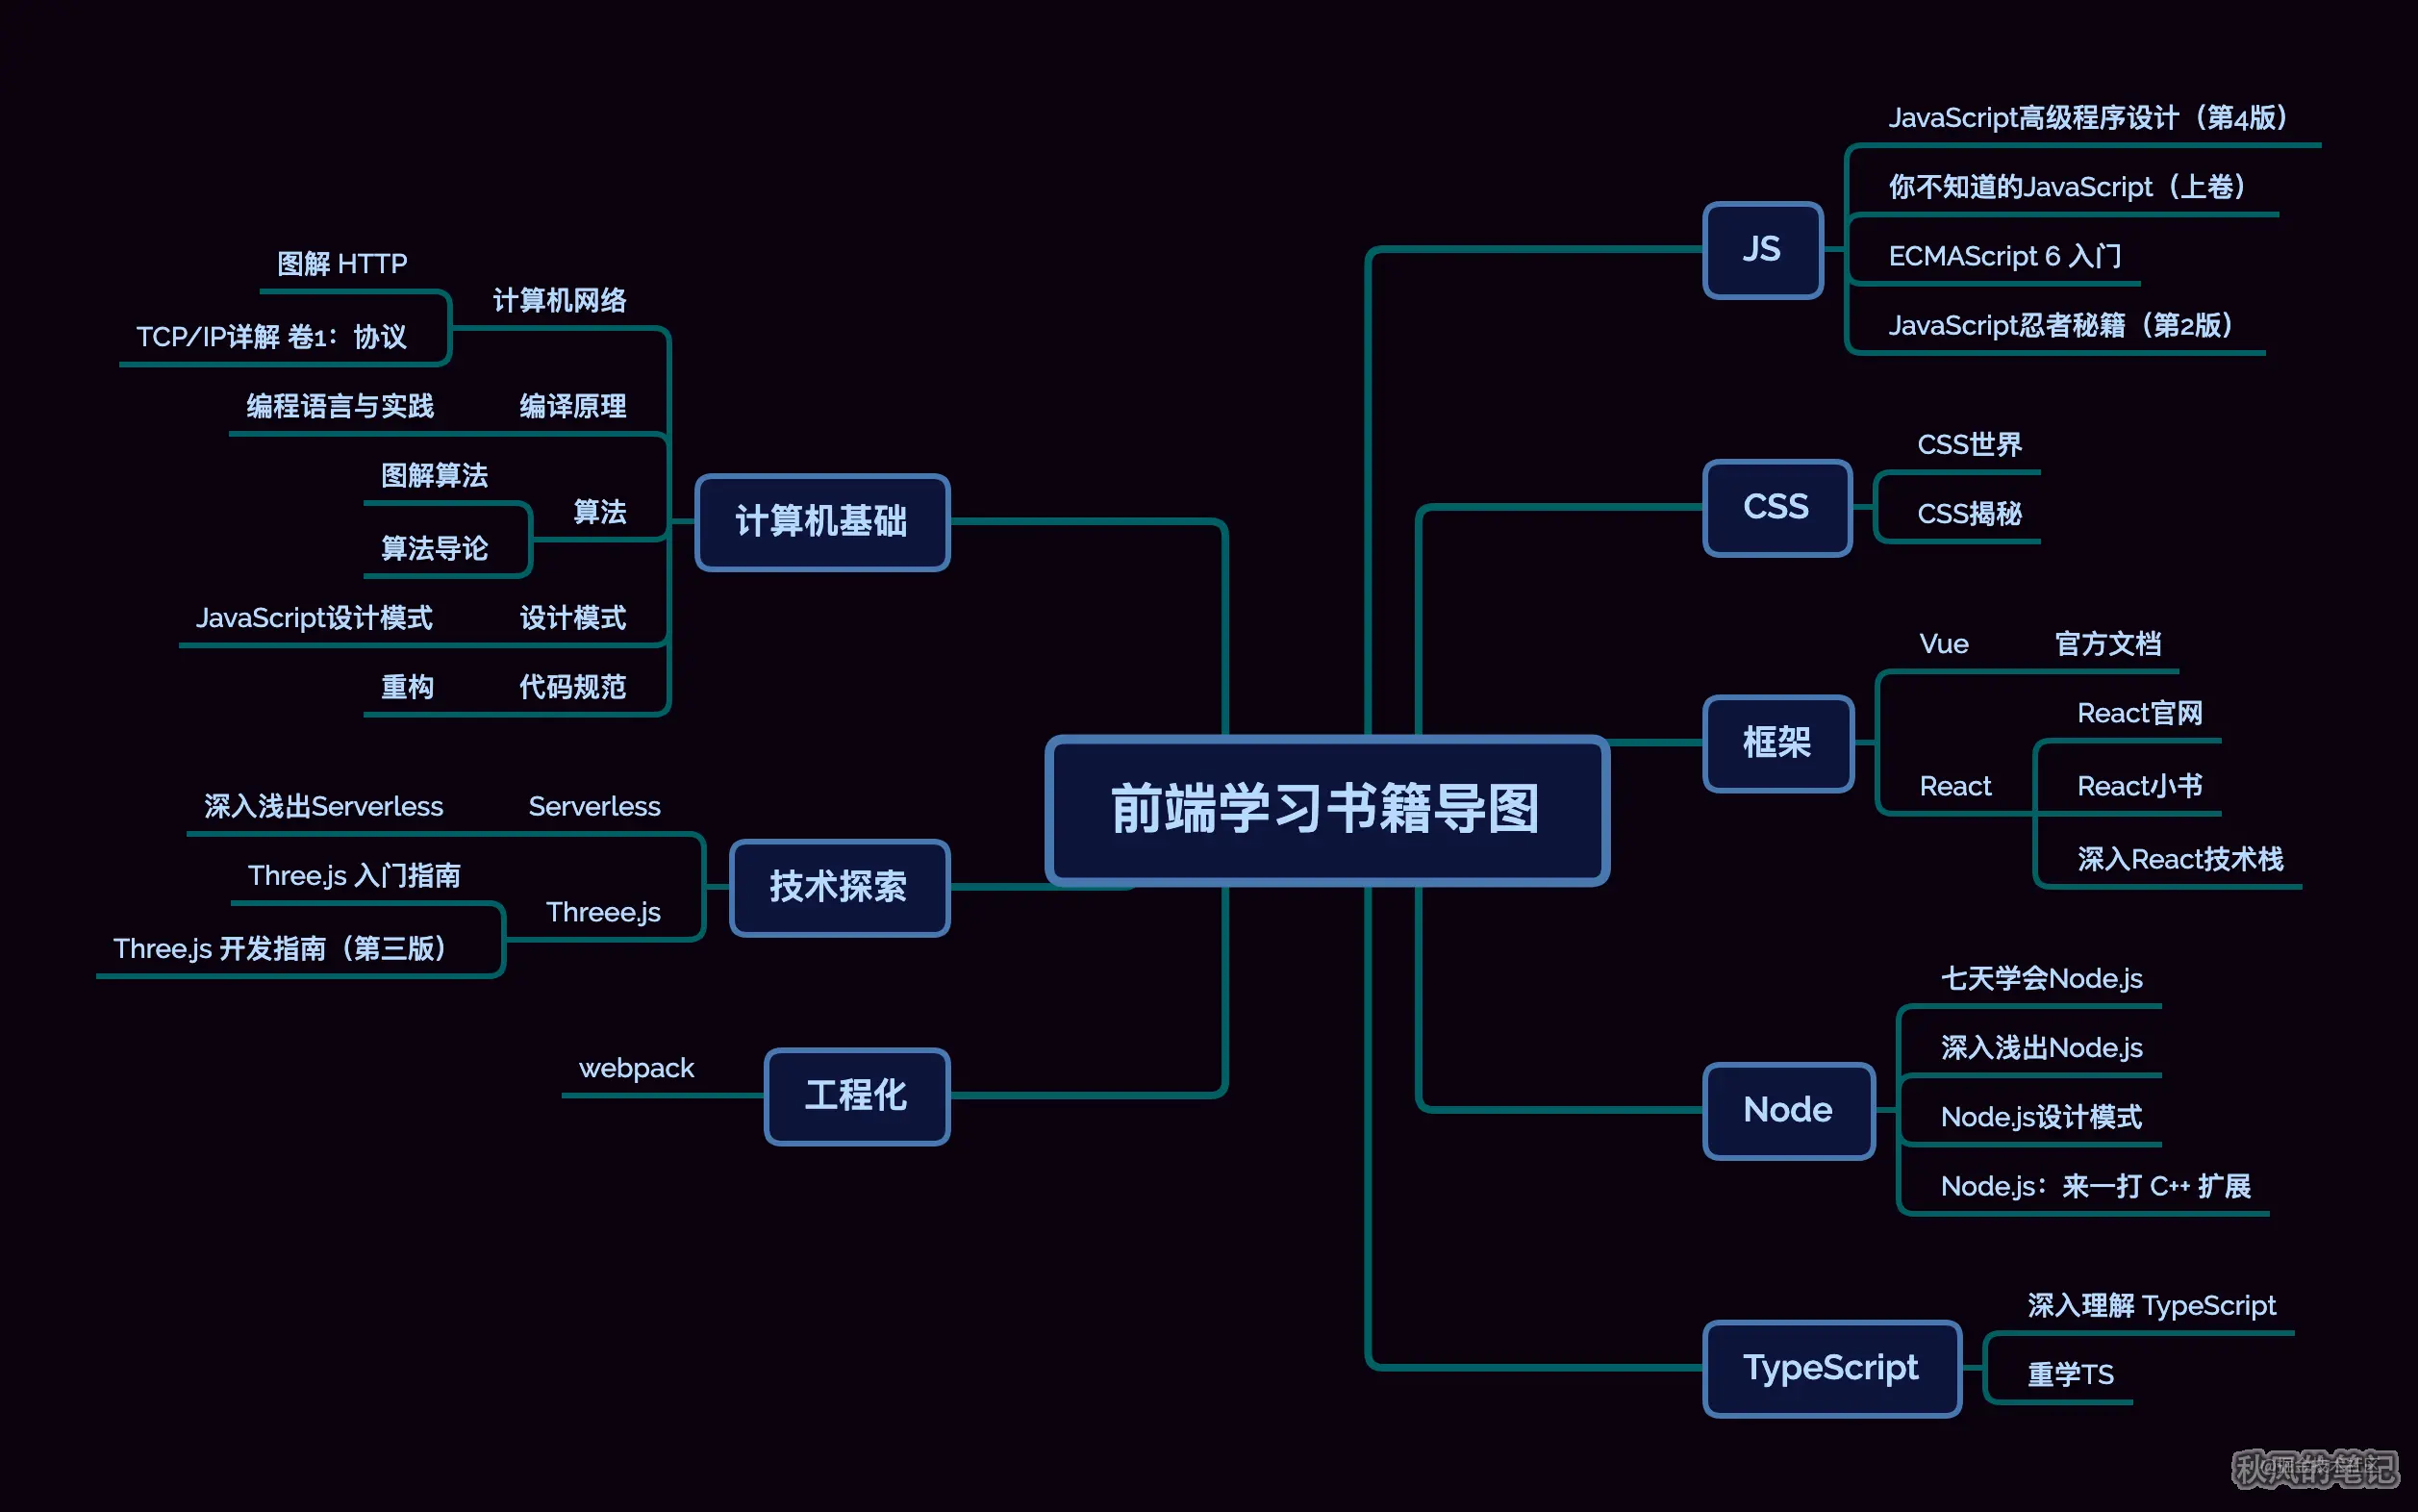 前端学习书籍导图
JS
JavaScript高级程序设计（第4版）
你不知道的JavaScript（上卷）
ECMAScript 6 入门
JavaScript忍者秘籍（第2版）
CSS
CSS世界
CSS揭秘
框架
Vue
官方文档
React
React官网
React小书
深入React技术栈
Node
七天学会Node.js
深入浅出Node.js
Node.js设计模式
Node.js：来一打 C++ 扩展
TypeScript
深入理解 TypeScript
重学TS
计算机基础
计算机网络
图解 HTTP
TCP/IP详解 卷1：协议
编译原理
编程语言与实践
算法
图解算法
算法导论
设计模式
JavaScript设计模式
代码规范
重构
技术探索
Serverless
深入浅出Serverless
Threee.js
Three.js 入门指南
Three.js 开发指南（第三版）
工程化
webpack
秋风的笔记